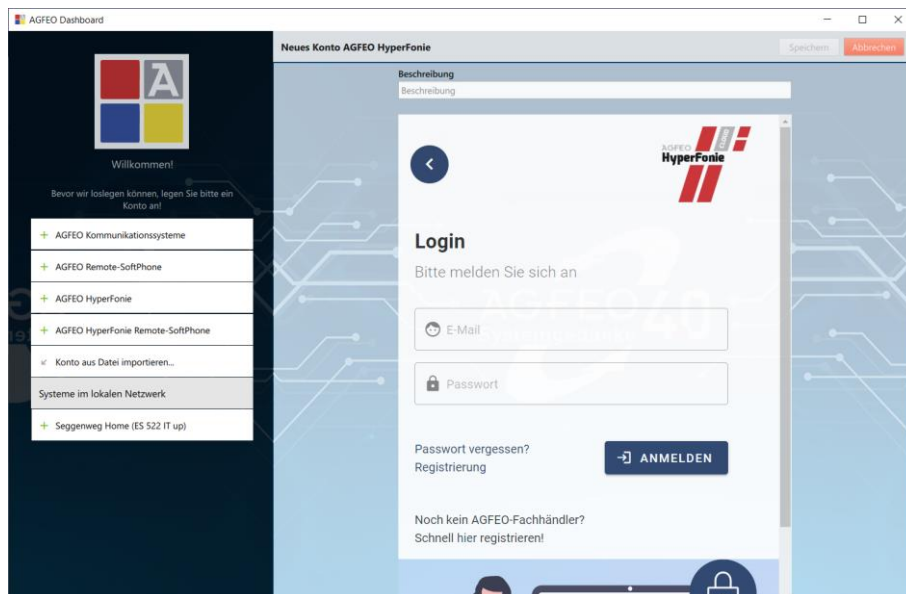 AGFEO Dashboard
A
Willkommen!
Bevor wir loslegen können, legen Sie bitte ein
Konto an!
AGFEO Kommunikationssysteme
AGFEO Remote-SoftPhone
AGFEO HyperFonie
AGFEO HyperFonie Remote-SoftPhone
Konto aus Datei importieren...
Systeme im lokalen Netzwerk
Seggenweg Home (ES 522 IT up)
Neues Konto AGFEO HyperFonie
Speichern
Abbrechen
Beschreibung
Beschreibung
AGFEO
HyperFonie
Login
Bitte melden Sie sich an
AGFEO 40
E-Mail
Passwort
Passwort vergessen?
Registrierung
ANMELDEN
Noch kein AGFEO-Fachhändler?
Schnell hier registrieren!